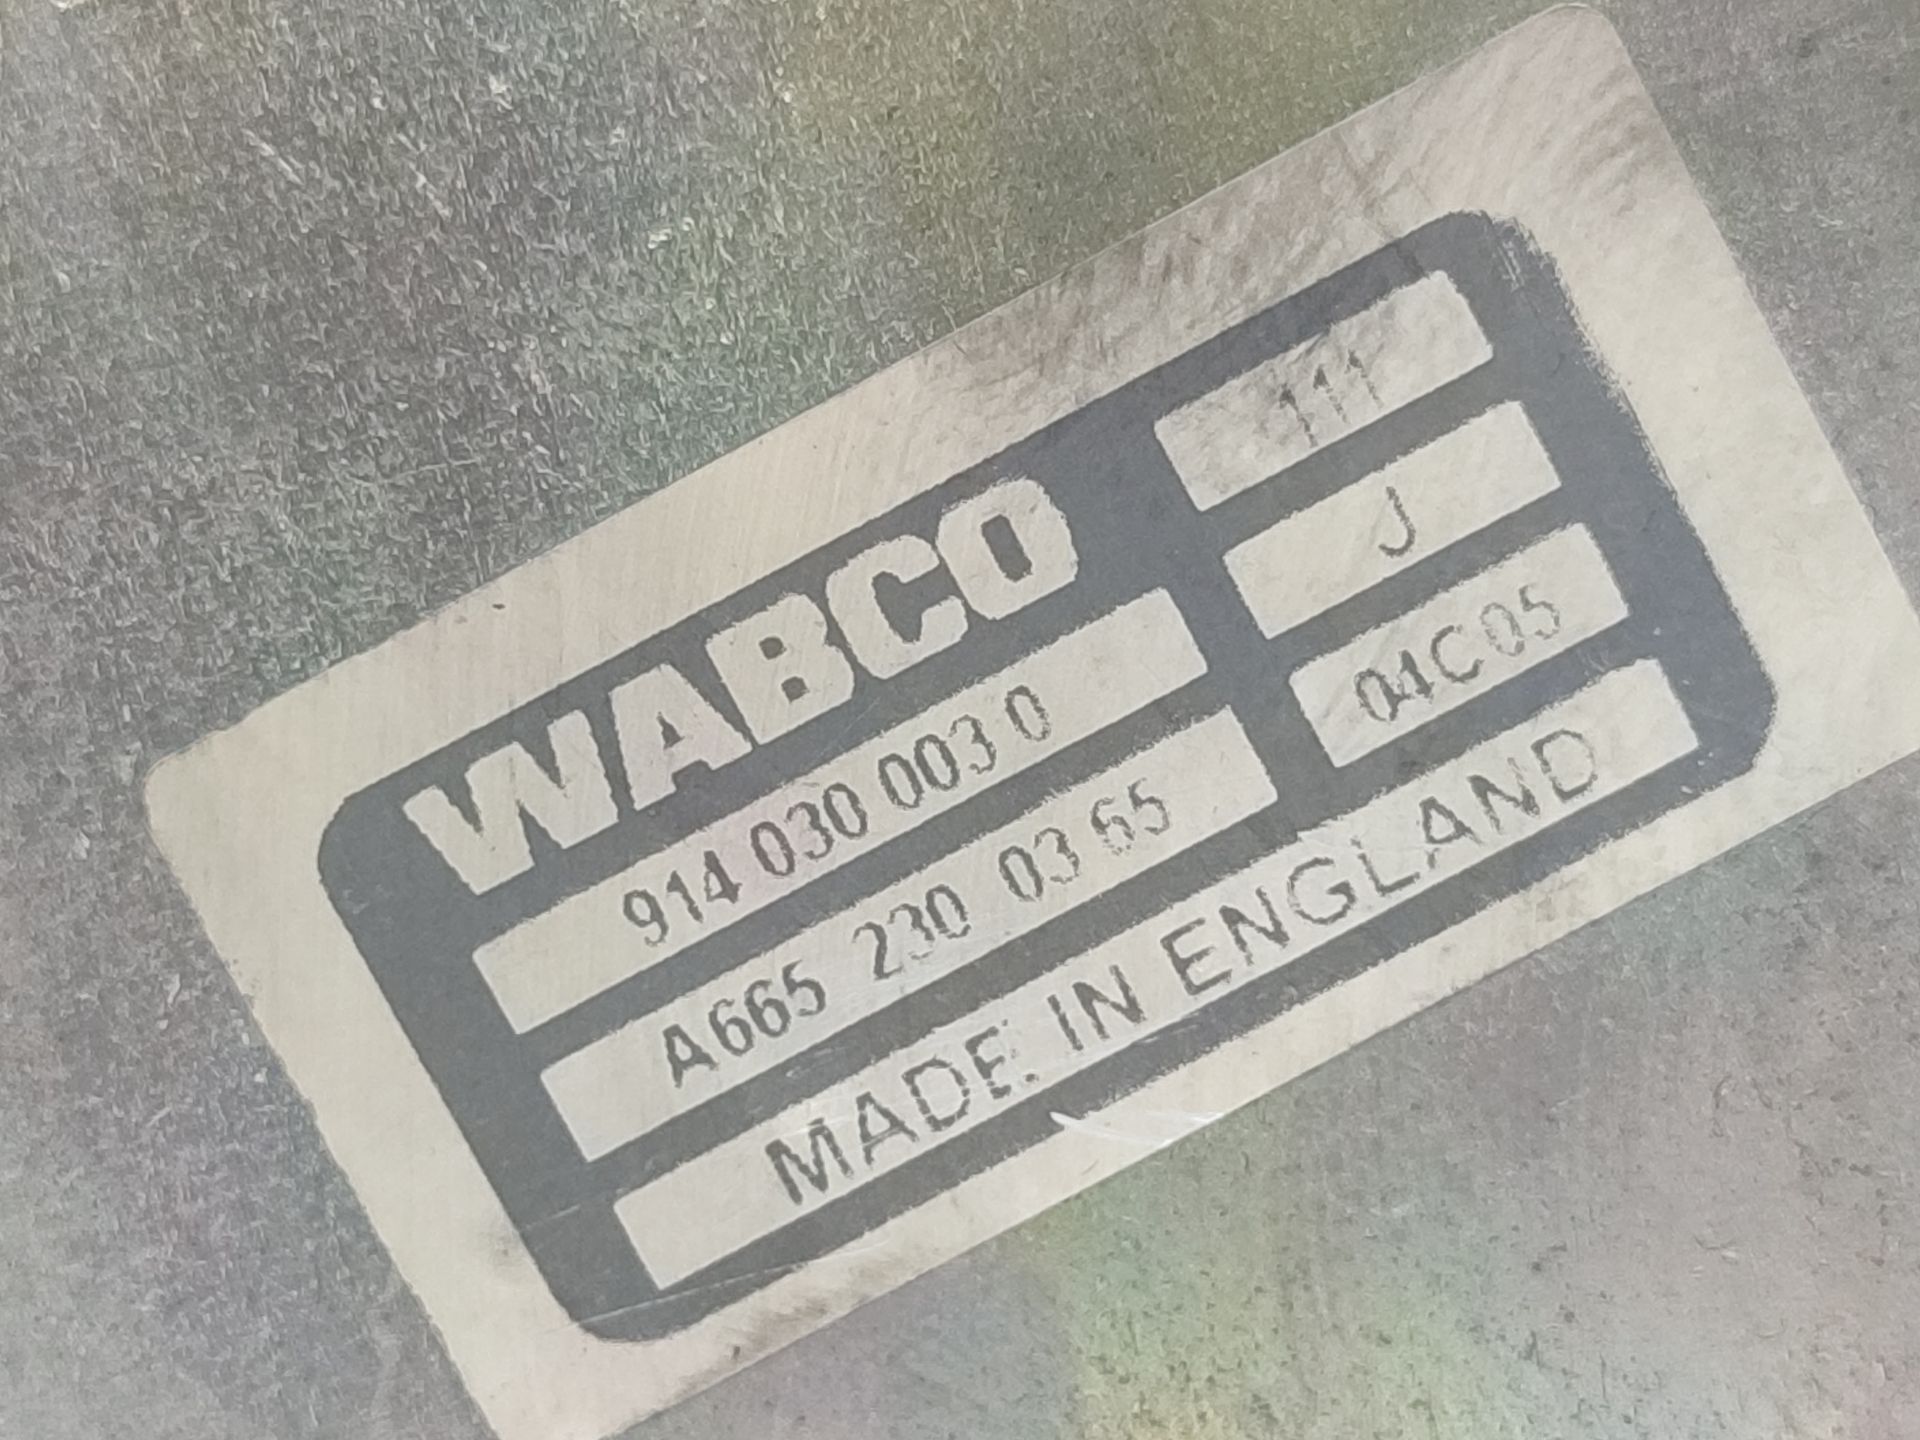 WABCO
914 030 003 0
A665 230 03 65
MADE IN ENGLAND
111
J
04C05